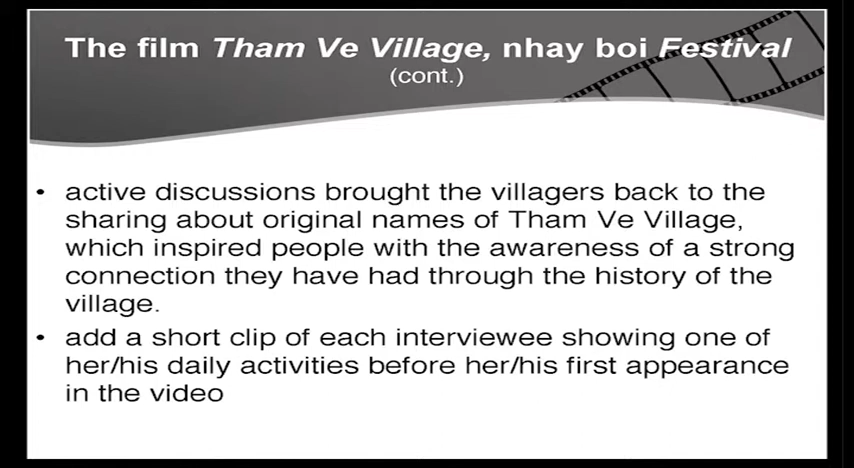 The film Tham Ve Village, nhay boi Festival
(cont.)
• active discussions brought the villagers back to the
sharing about original names of Tham Ve Village,
which inspired people with the awareness of a strong
connection they have had through the history of the
village.
• add a short clip of each interviewee showing one of
her/his daily activities before her/his first appearance
in the video